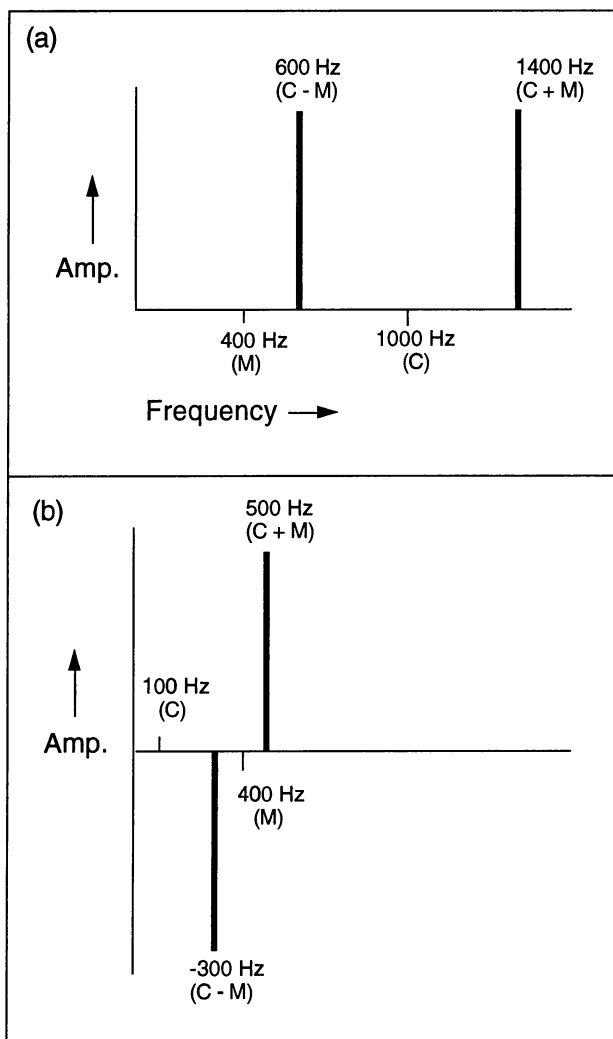 (a)
600 Hz
(C - M)
1400 Hz
(C + M)
Amp.
400 Hz
(M)
1000 Hz
(C)
Frequency
(b)
500 Hz
(C + M)
100 Hz
(C)
Amp.
400 Hz
(M)
-300 Hz
(C - M)